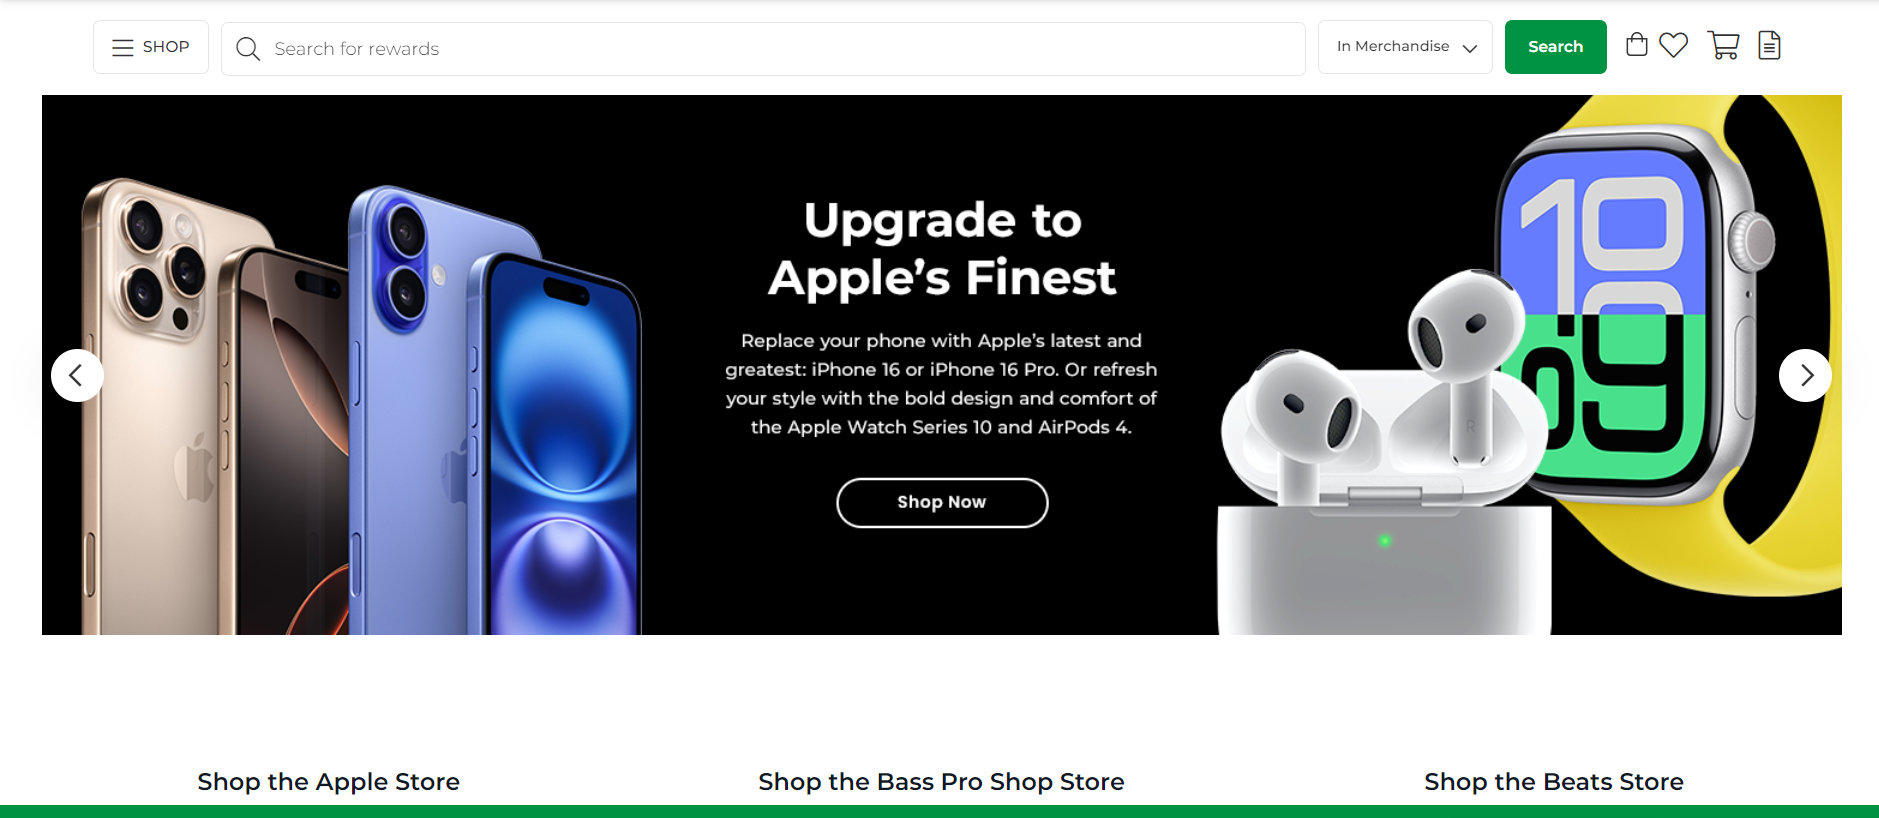 SHOP
Search for rewards
In Merchandise
Search
Upgrade to
Apple’s Finest
Replace your phone with Apple’s latest and
greatest: iPhone 16 or iPhone 16 Pro. Or refresh
your style with the bold design and comfort of
the Apple Watch Series 10 and AirPods 4.
Shop Now
10
09
R
Shop the Apple Store
Shop the Bass Pro Shop Store
Shop the Beats Store